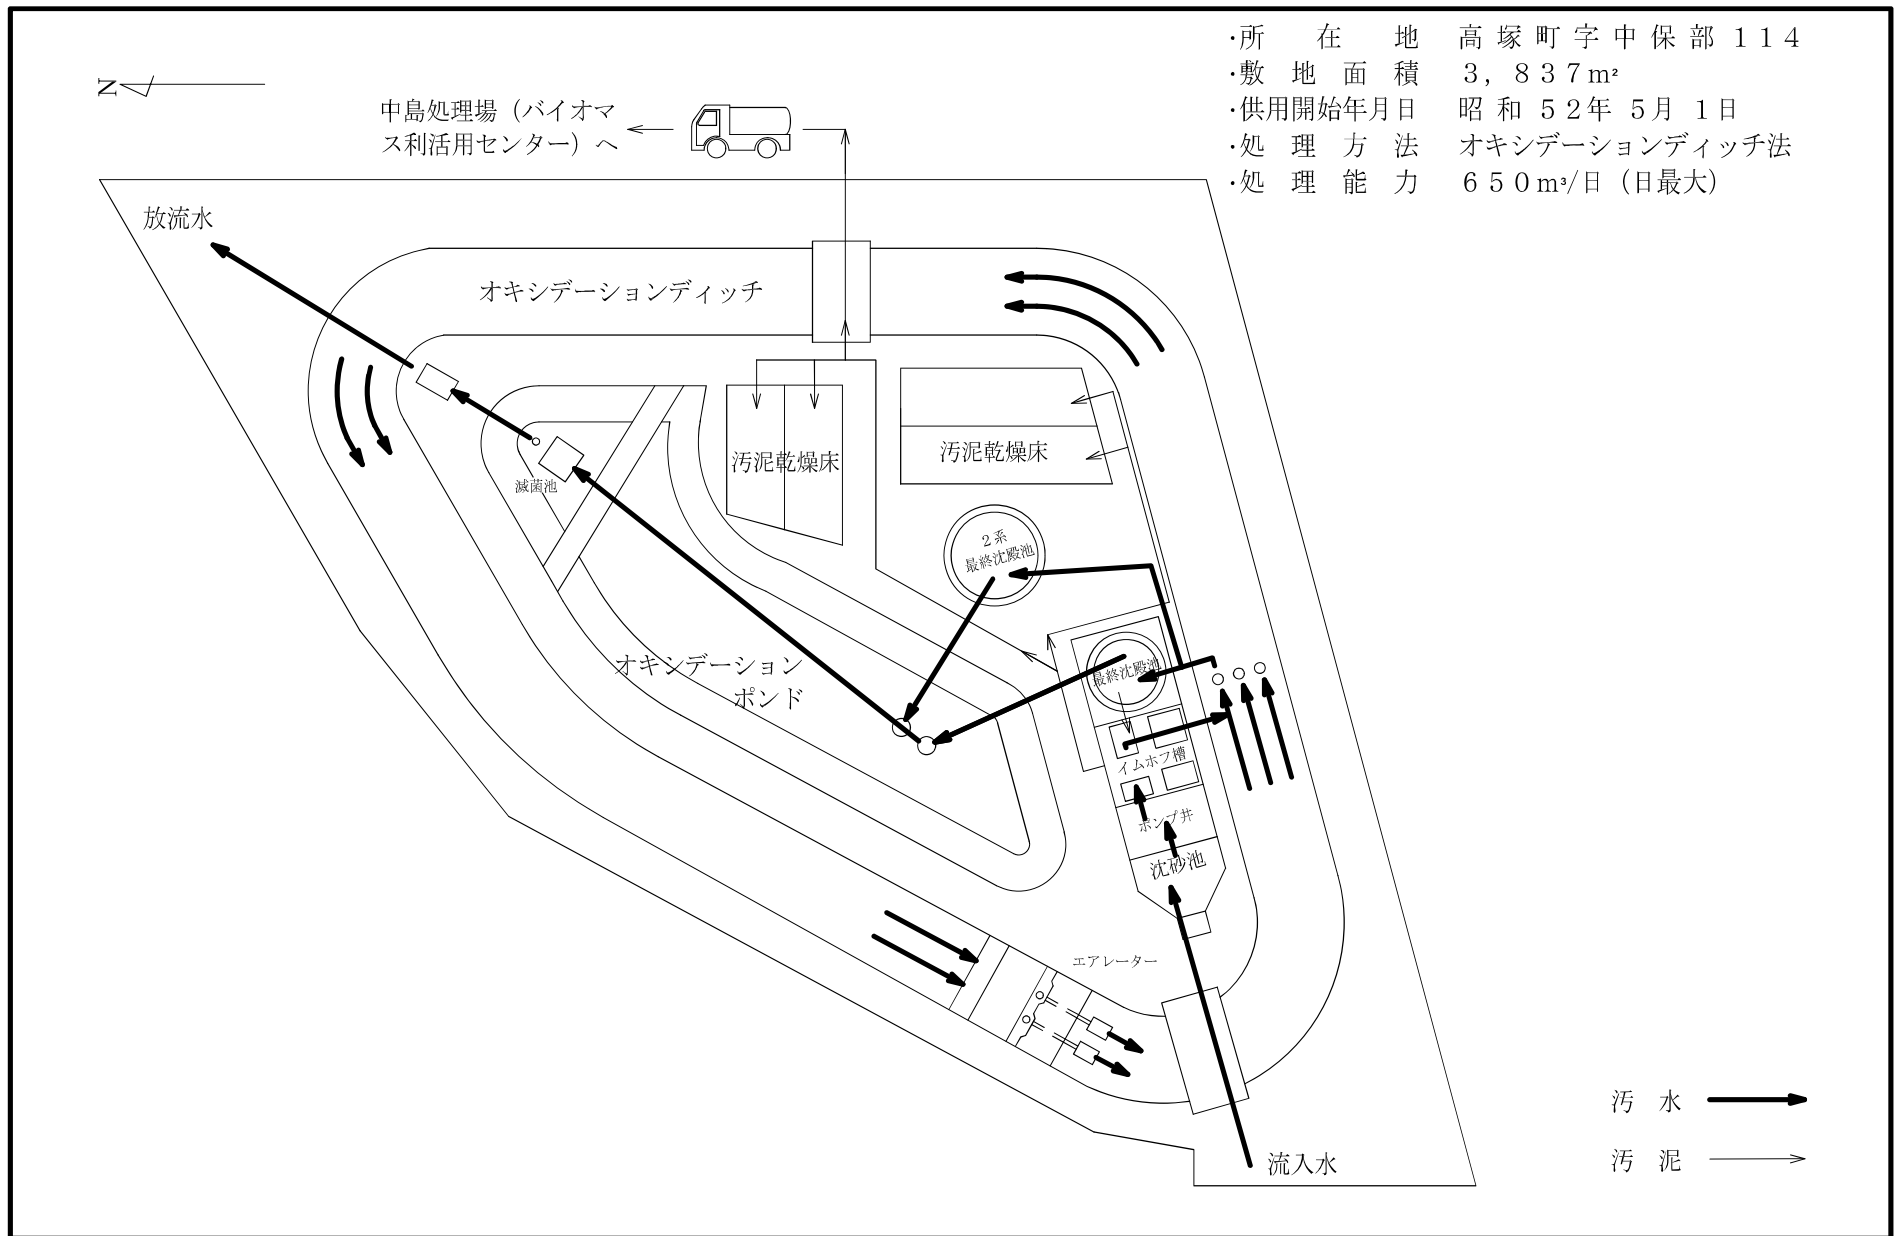 ・所在地 高塚町字中保部114
・敷地面積 3,837m²
・供用開始年月日 昭和52年5月1日
・処理方法 オキシデーションディッチ法
・処理能力 650m³/日(日最大)
N
中島処理場(バイオマ
ス利活用センター)へ
放流水
オキシデーションディッチ
汚泥乾燥床
汚泥乾燥床
滅菌池
2系
最終沈殿池
オキシデーション
ポンド
最終沈殿池
イムホフ槽
ポンプ井
沈砂池
エアレーター
流入水
汚水
汚泥